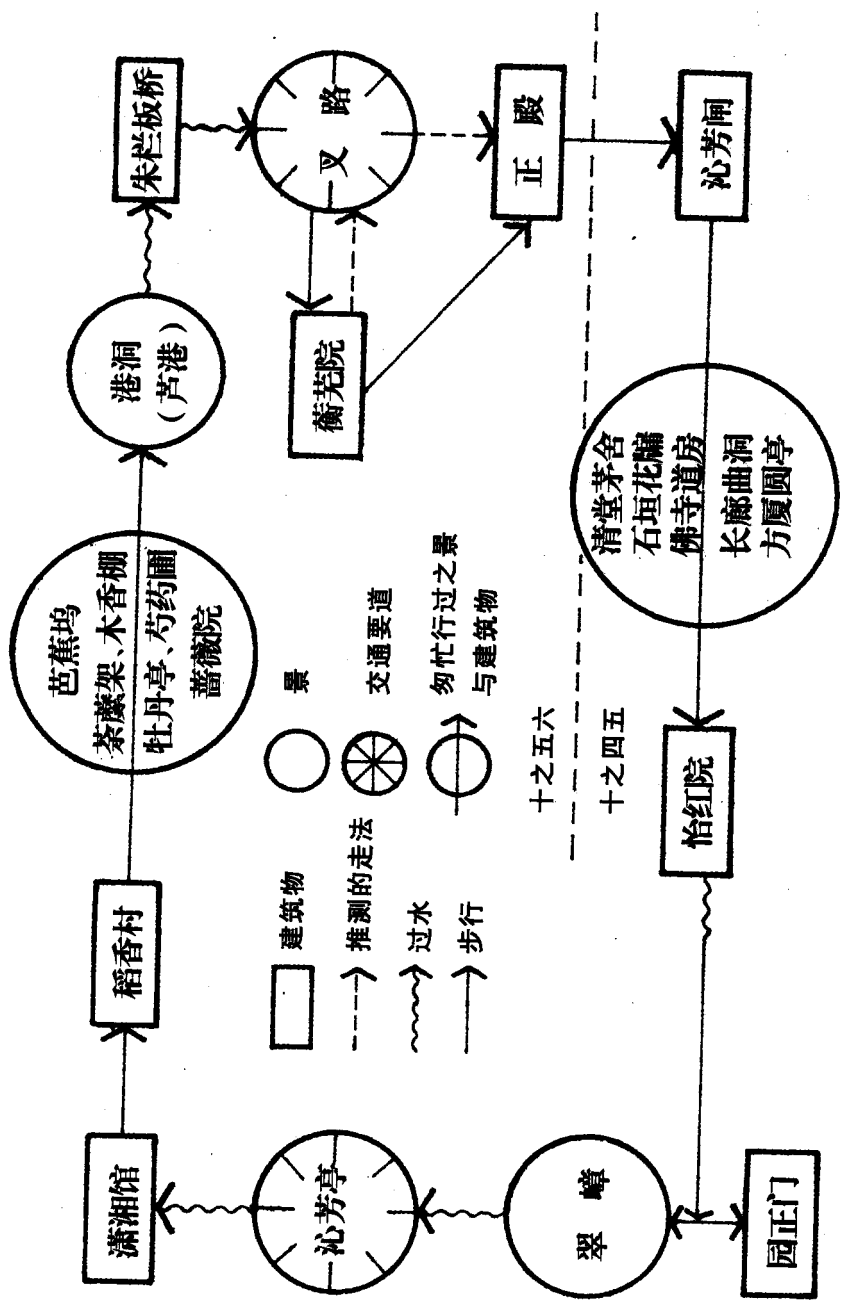 潇湘馆
稻香村
芭蕉坞
荼蘼架、木香棚
牡丹亭、芍药圃
蔷薇院
港洞
（芦港）
朱栏板桥
沁芳亭
叉路
蘅芜院
翠嶂
正殿
园正门
怡红院
清堂茅舍
石垣花牖
佛寺道房
长廊曲洞
方厦圆亭
沁芳闸
建筑物
推测的走法
过水
步行
景
交通要道
匆忙行过之景
与建筑物
十之五六
十之四五